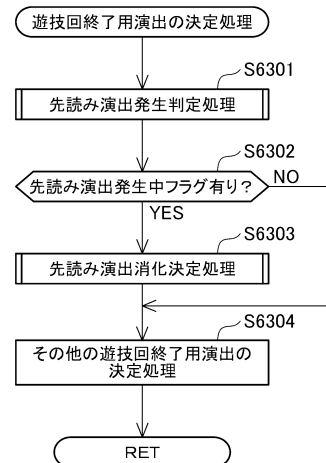 遊技回終了用演出の決定処理
S6301
先読み演出発生判定処理
S6302
先読み演出発生中フラグ有り？
NO
YES
S6303
先読み演出消化決定処理
S6304
その他の遊技回終了用演出の
決定処理
RET